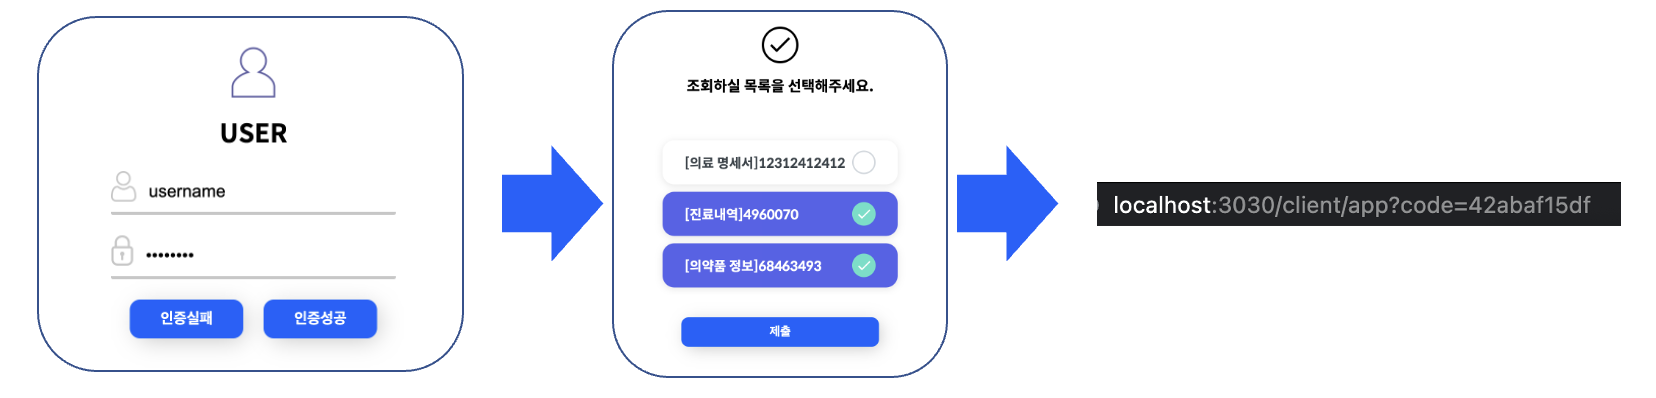 USER
username
••••••••
인증실패
인증성공
조회하실 목록을 선택해주세요.
[의료 명세서]12312412412
[진료내역]4960070
[의약품 정보]68463493
제출
localhost:3030/client/app?code=42abaf15df